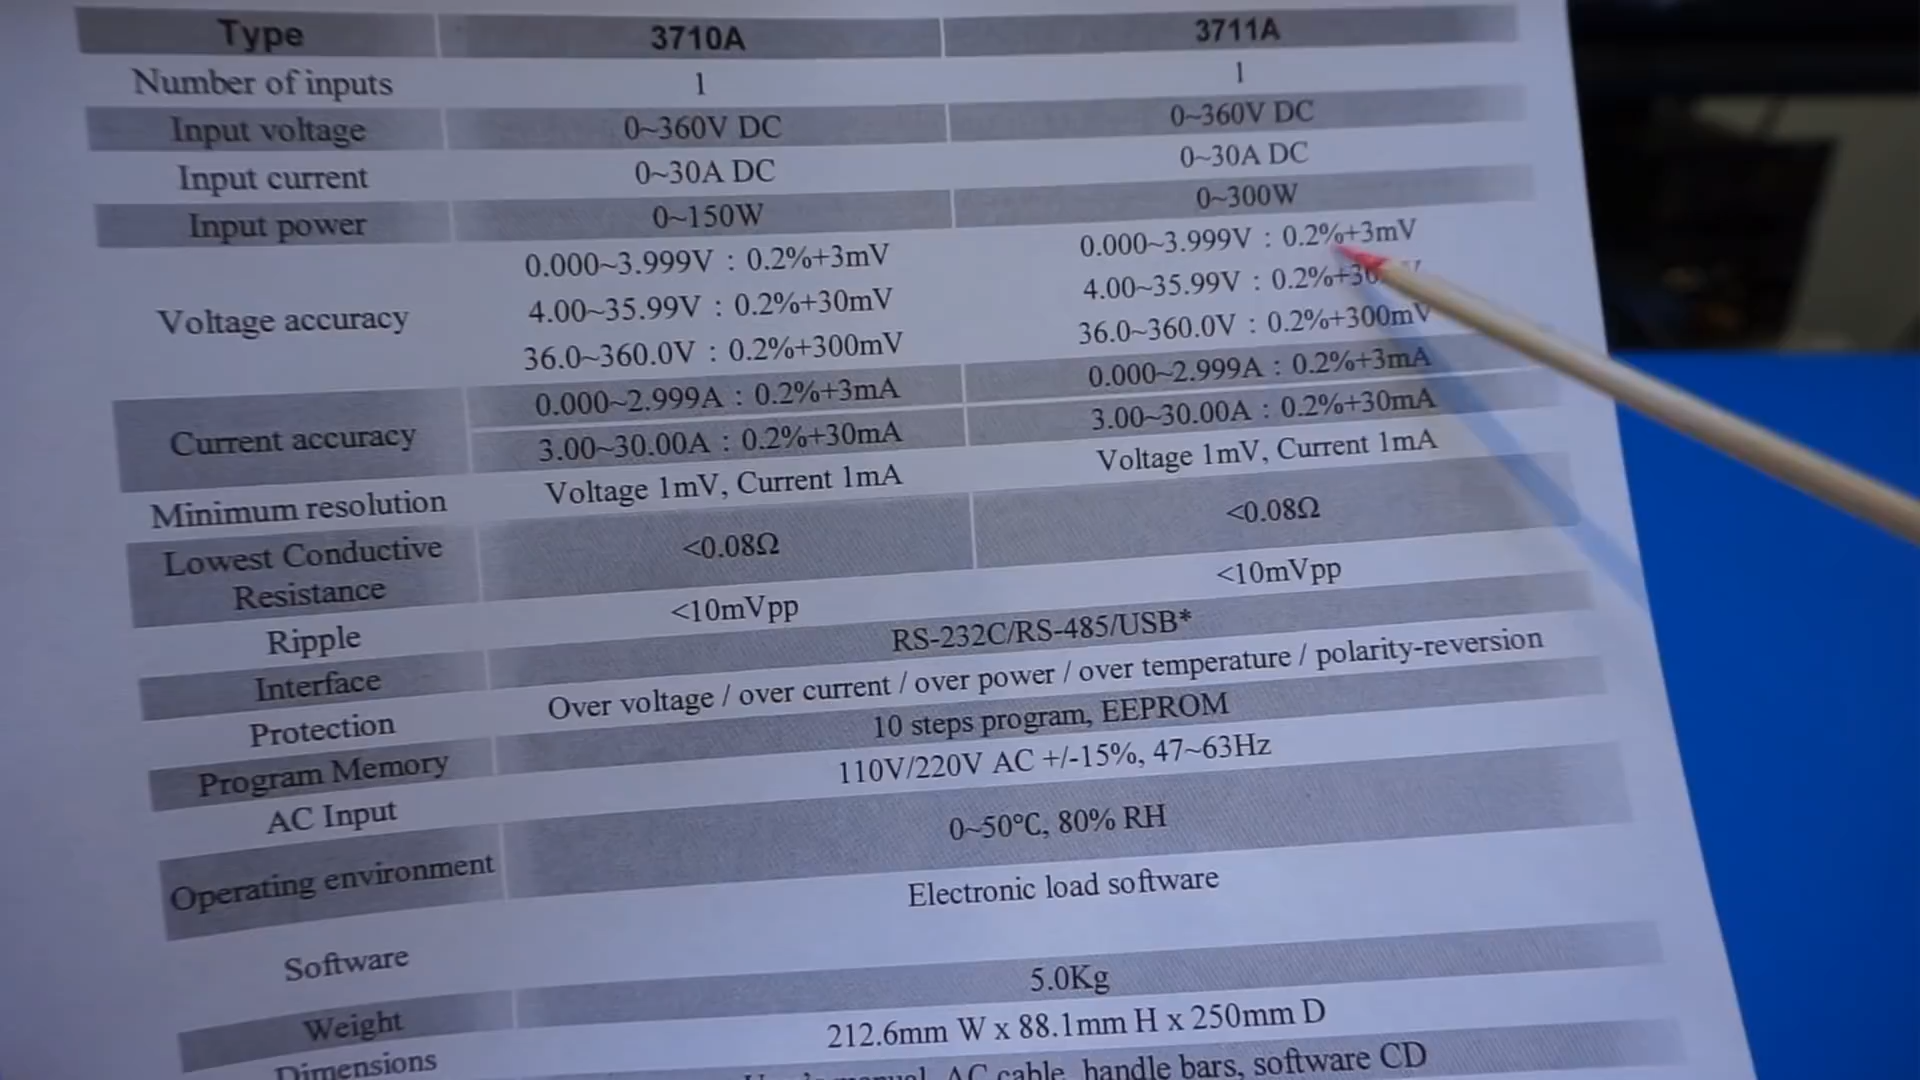 Type 3710A 3711A
Number of inputs 1 1
Input voltage 0~360V DC 0~360V DC
Input current 0~30A DC 0~30A DC
Input power 0~150W 0~300W
Voltage accuracy
0.000~3.999V : 0.2%+3mV 0.000~3.999V : 0.2%+3mV
4.00~35.99V : 0.2%+30mV 4.00~35.99V : 0.2%+30
36.0~360.0V : 0.2%+300mV 36.0~360.0V : 0.2%+300mV
Current accuracy
0.000~2.999A : 0.2%+3mA 0.000~2.999A : 0.2%+3mA
3.00~30.00A : 0.2%+30mA 3.00~30.00A : 0.2%+30mA
Minimum resolution Voltage 1mV, Current 1mA Voltage 1mV, Current 1mA
Lowest Conductive
Resistance <0.08Ω <0.08Ω
Ripple <10mVpp <10mVpp
Interface RS-232C/RS-485/USB*
Protection Over voltage / over current / over power / over temperature / polarity-reversion
Program Memory 10 steps program, EEPROM
AC Input 110V/220V AC +/-15%, 47~63Hz
Operating environment 0~50℃, 80% RH
Software Electronic load software
Weight 5.0Kg
Dimensions 212.6mm W x 88.1mm H x 250mm D
manual, AC cable, handle bars, software CD